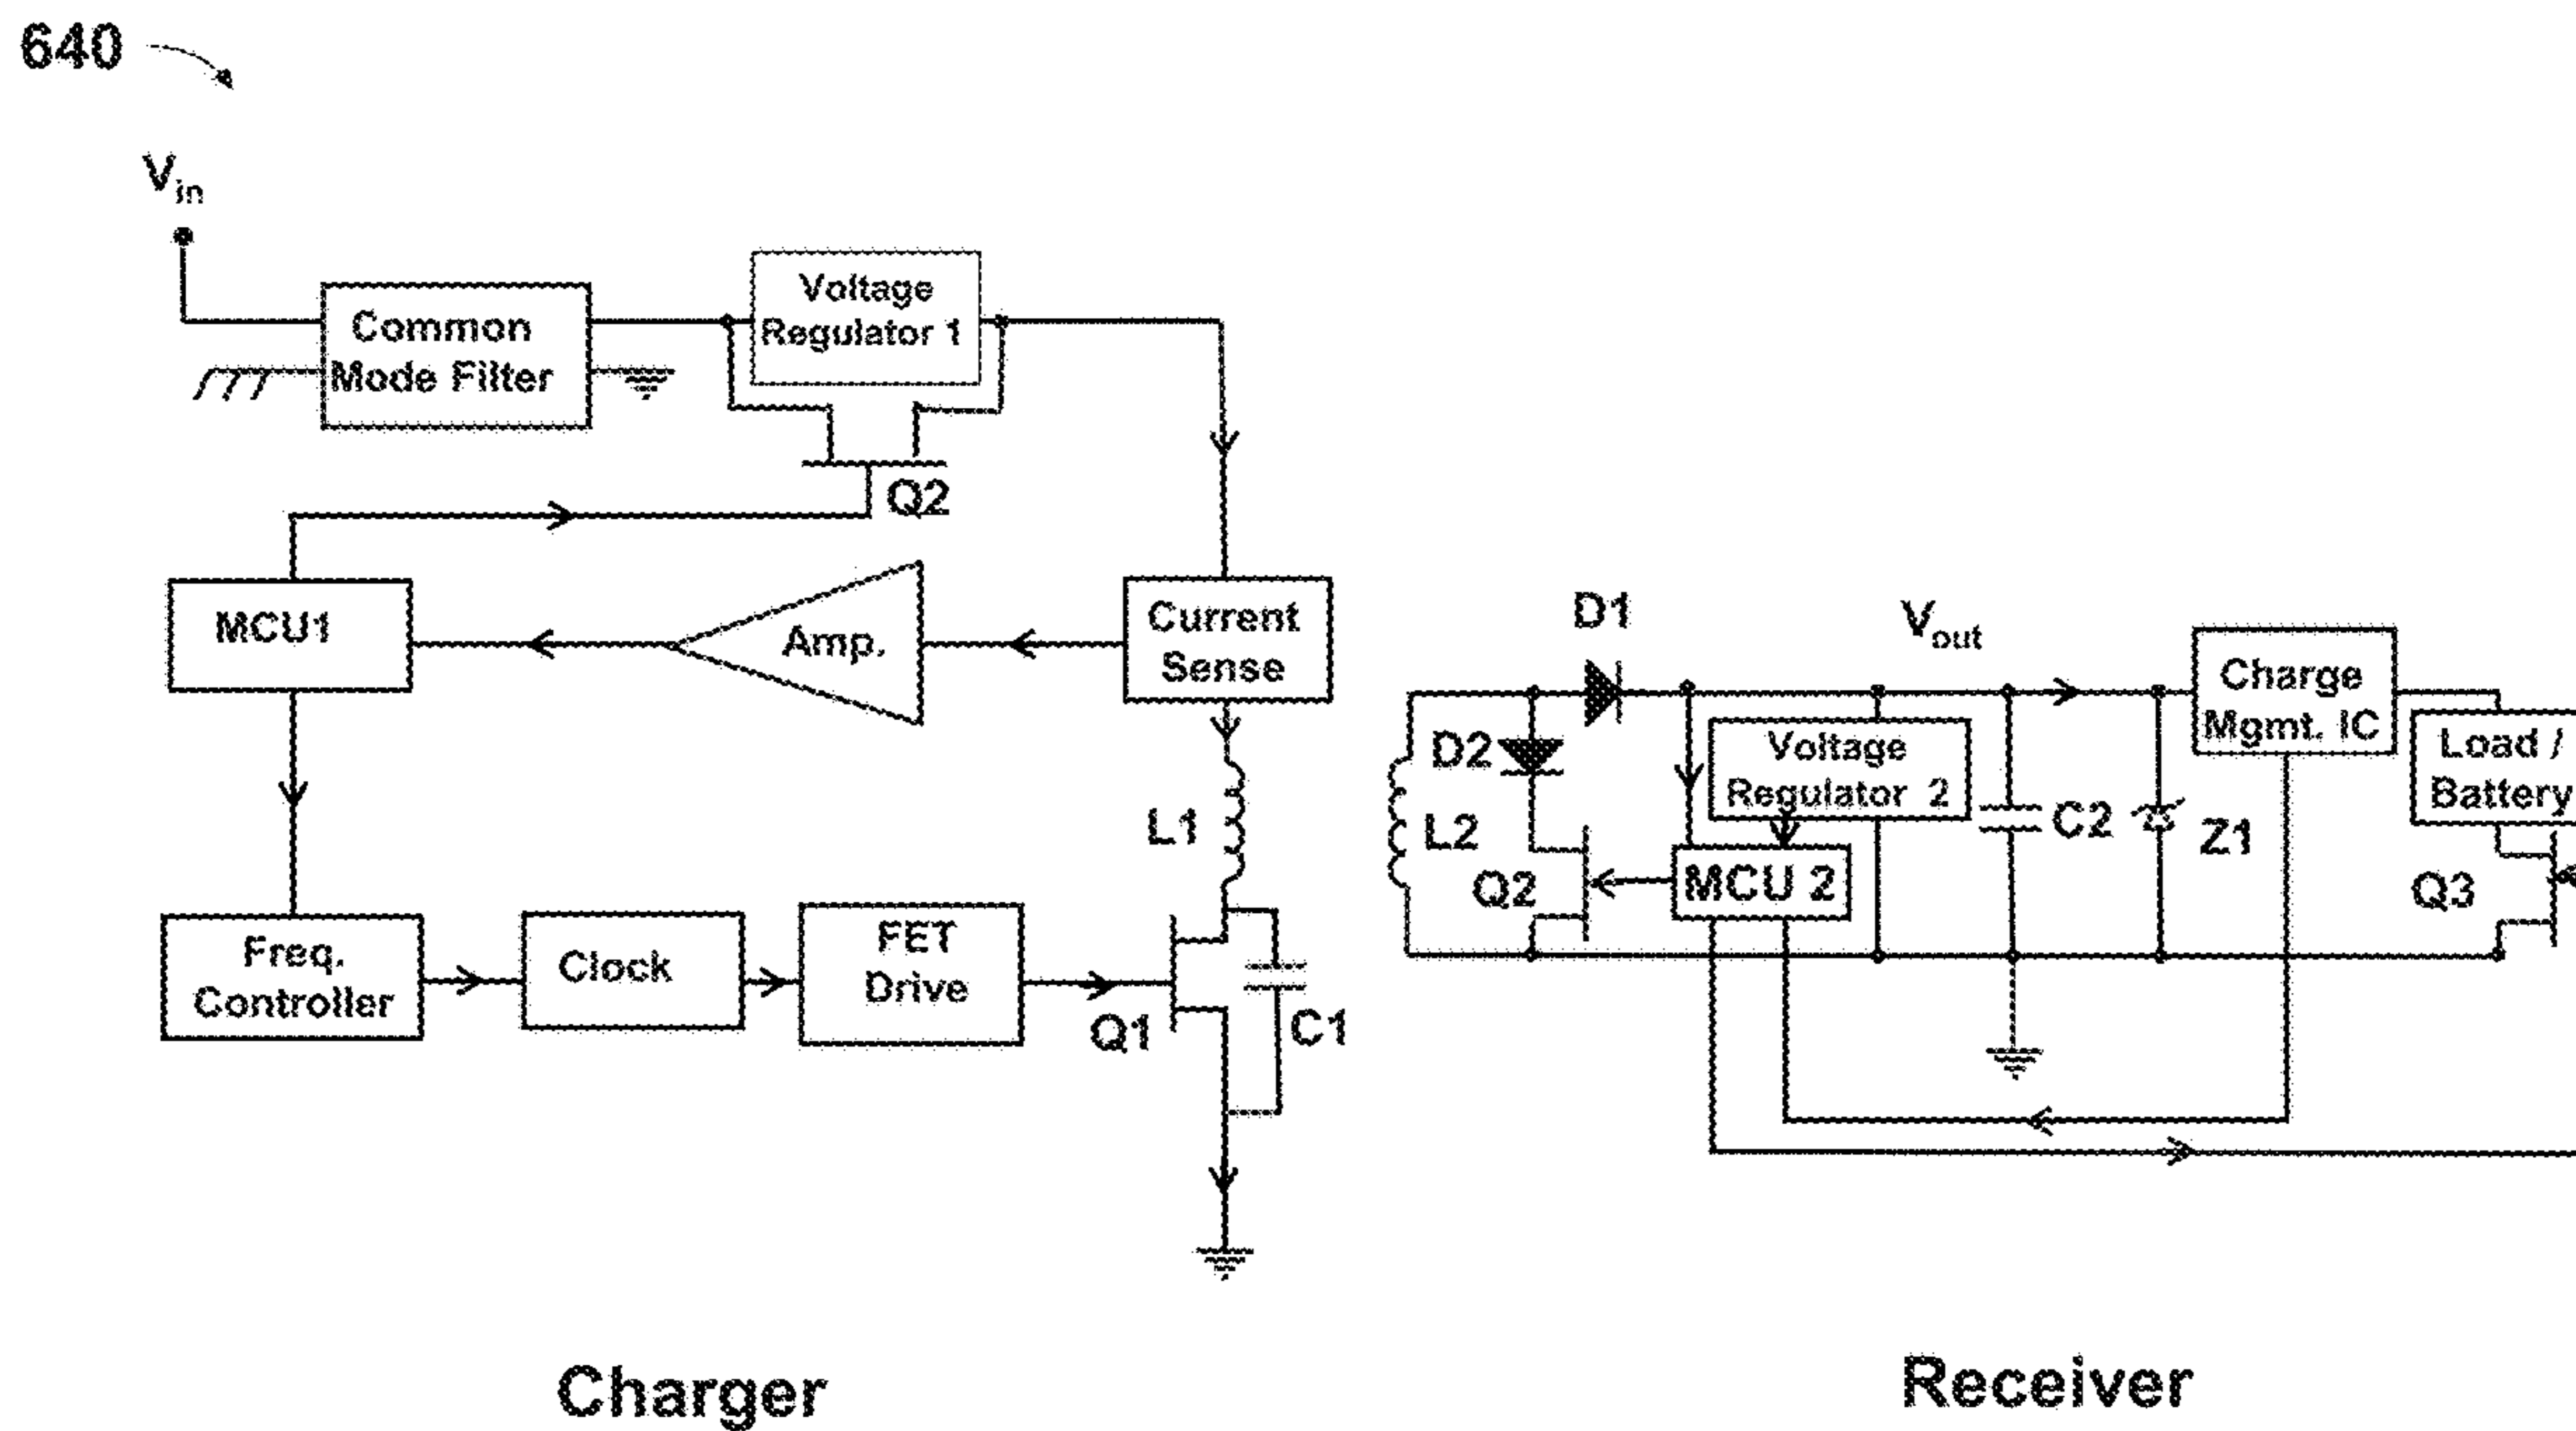 640
Vin
Common
Mode Filter
Voltage
Regulator 1
Q2
MCU1
Amp.
Current
Sense
L1
Freq.
Controller
Clock
FET
Drive
Q1
C1
Charger
D1
Vout
D2
L2
Q2
Voltage
Regulator 2
MCU 2
C2
Z1
Charge
Mgmt. IC
Load /
Battery
Q3
Receiver